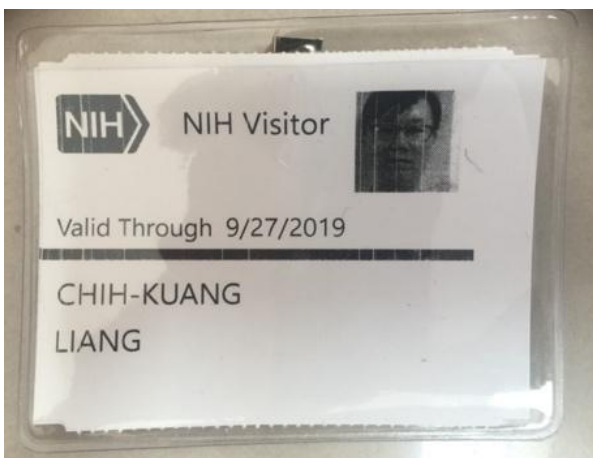 NIH
NIH Visitor
Valid Through 9/27/2019
CHIH-KUANG
LIANG